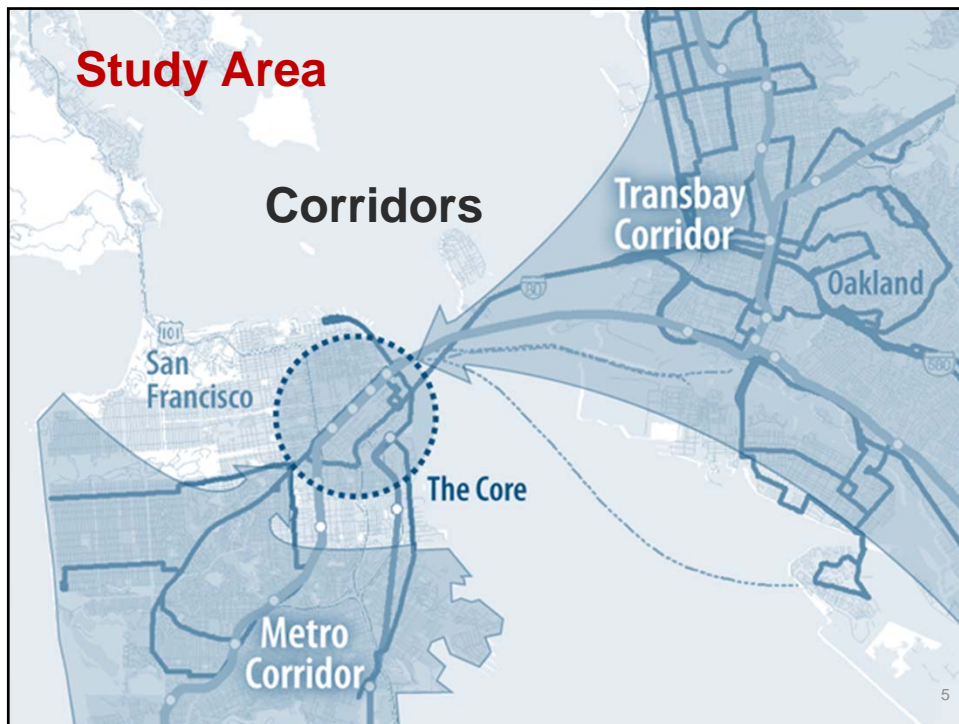 Study Area
Corridors
Transbay
Corridor
Oakland
80
101
San
Francisco
580
The Core
Metro
Corridor
5